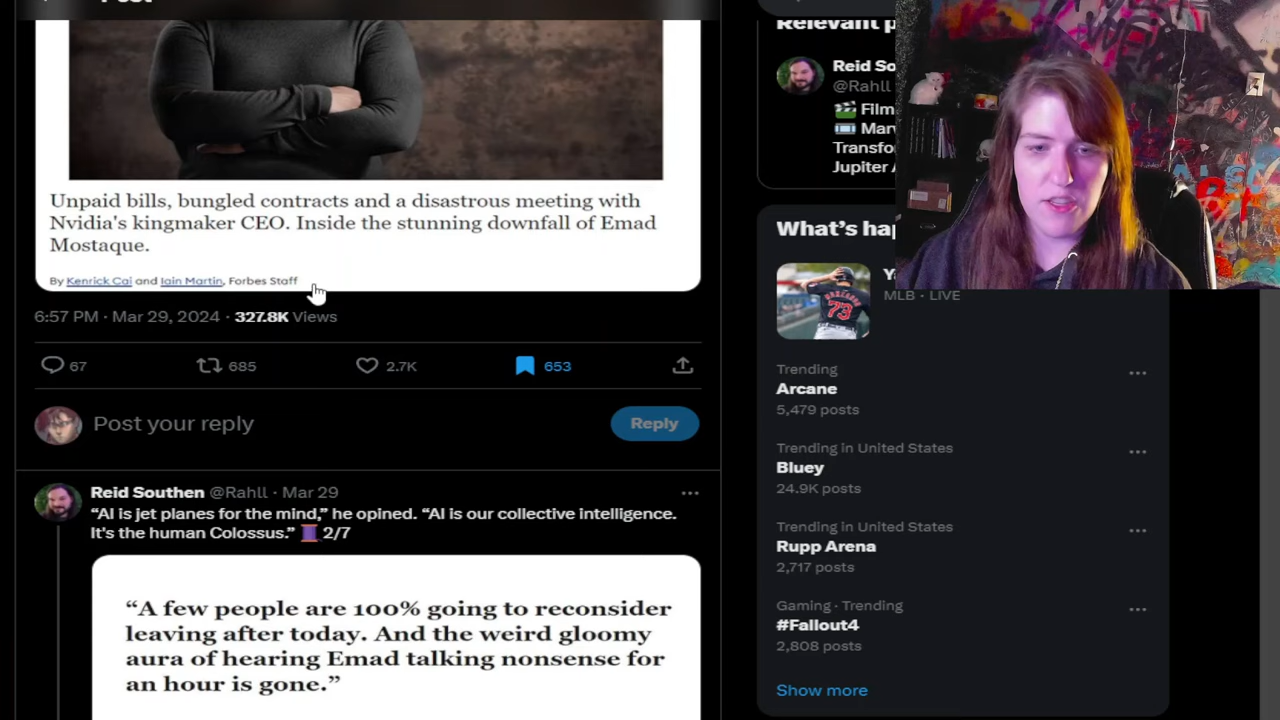 Unpaid bills, bungled contracts and a disastrous meeting with
Nvidia's kingmaker CEO. Inside the stunning downfall of Emad
Mostaque.
By Kenrick Cai and Iain Martin, Forbes Staff
6:57 PM · Mar 29, 2024 · 327.8K Views
67 685 2.7K 653
Post your reply
Reply
Reid Southen @Rahll · Mar 29
“AI is jet planes for the mind,” he opined. “AI is our collective intelligence.
It's the human Colossus.” 🧵 2/7
“A few people are 100% going to reconsider
leaving after today. And the weird gloomy
aura of hearing Emad talking nonsense for
an hour is gone.”
Relevant p
Reid So
@Rahll
🎬 Film
🎟️ Marv
Transfo
Jupiter A
What's hap
MLB · LIVE
73
Trending
Arcane
5,479 posts
Trending in United States
Bluey
24.9K posts
Trending in United States
Rupp Arena
2,717 posts
Gaming · Trending
#Fallout4
2,808 posts
Show more